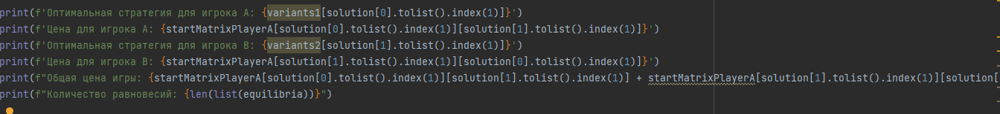 print(f'Оптимальная стратегия для игрока A: {variants1[solution[0].tolist().index(1)]}')
print(f'Цена для игрока A: {startMatrixPlayerA[solution[0].tolist().index(1)][solution[1].tolist().index(1)]}')
print(f'Оптимальная стратегия для игрока B: {variants2[solution[1].tolist().index(1)]}')
print(f'Цена для игрока B: {startMatrixPlayerA[solution[1].tolist().index(1)][solution[0].tolist().index(1)]}')
print(f"Общая цена игры: {startMatrixPlayerA[solution[0].tolist().index(1)][solution[1].tolist().index(1)] + startMatrixPlayerA[solution[1].tolist().index(1)][solution[
print(f"Количество равновесий: {len(list(equilibria))}")